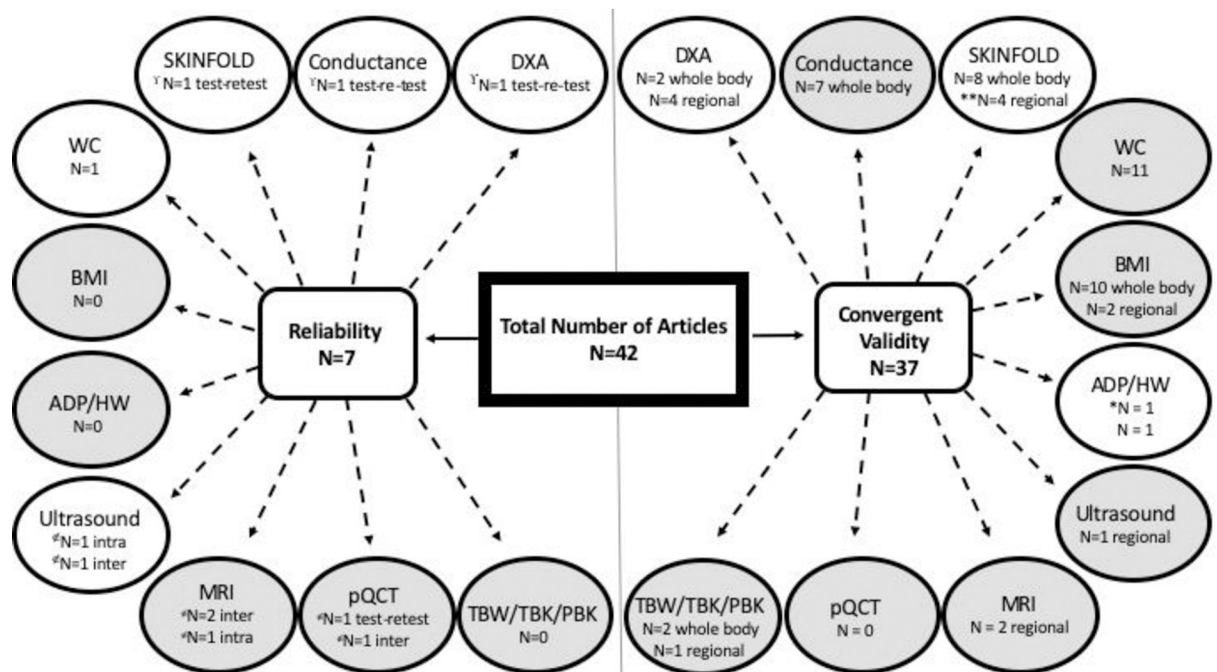 SKINFOLD
ϒ N=1 test-retest
Conductance
ϒN=1 test-re-test
DXA
ϒN=1 test-re-test
WC
N=1
BMI
N=0
ADP/HW
N=0
Ultrasound
N=1 intra
N=1 inter
MRI
N=2 inter
N=1 intra
pQCT
N=1 test-retest
N=1 inter
TBW/TBK/PBK
N=0
Reliability
N=7
Total Number of Articles
N=42
Convergent
Validity
N=37
DXA
N=2 whole body
N=4 regional
Conductance
N=7 whole body
SKINFOLD
N=8 whole body
**N=4 regional
WC
N=11
BMI
N=10 whole body
N=2 regional
ADP/HW
*N = 1
N = 1
Ultrasound
N=1 regional
MRI
N = 2 regional
pQCT
N = 0
TBW/TBK/PBK
N=2 whole body
N=1 regional